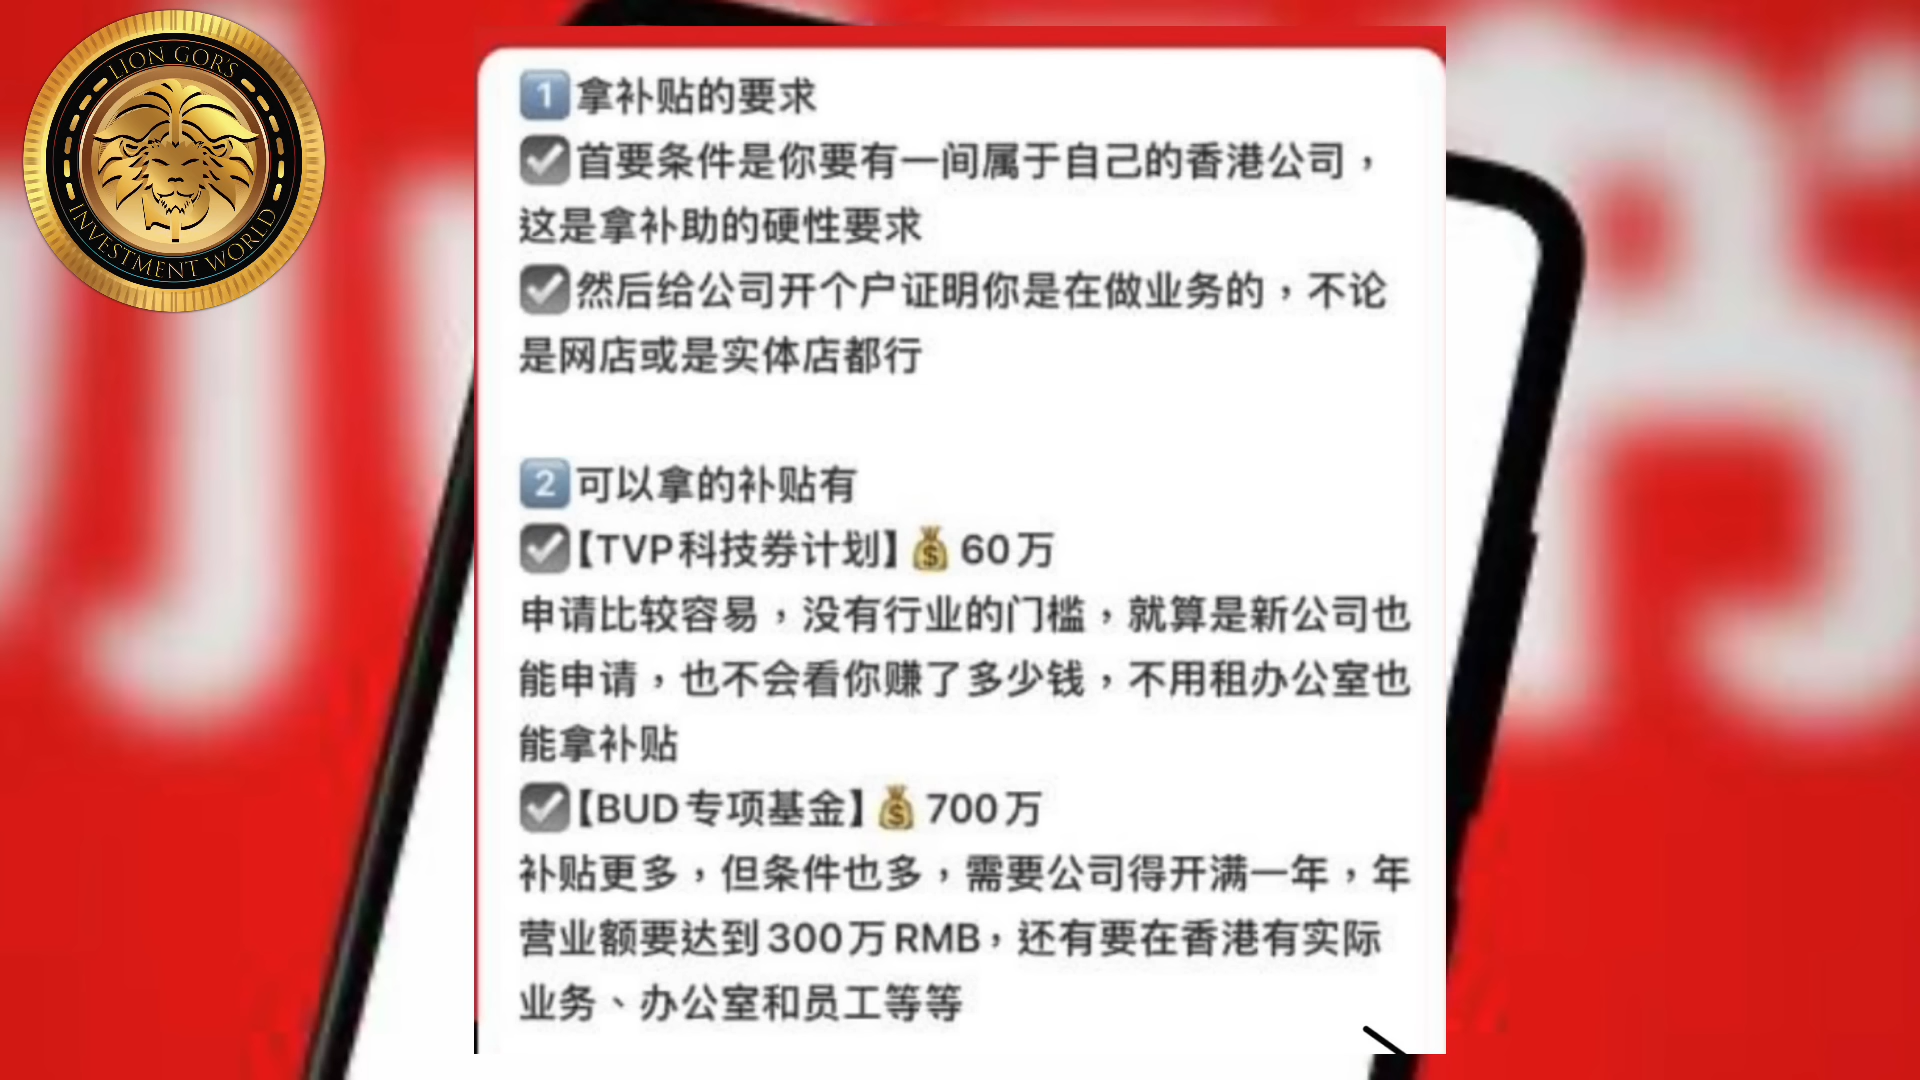 LION GOR'S
INVESTMENT WORLD
1️⃣拿补贴的要求
☑️首要条件是你要有一间属于自己的香港公司，
这是拿补助的硬性要求
☑️然后给公司开个户证明你是在做业务的，不论
是网店或是实体店都行
2️⃣可以拿的补贴有
☑️【TVP科技券计划】💰60万
申请比较容易，没有行业的门槛，就算是新公司也
能申请，也不会看你赚了多少钱，不用租办公室也
能拿补贴
☑️【BUD专项基金】💰700万
补贴更多，但条件也多，需要公司得开满一年，年
营业额要达到300万RMB，还有要在香港有实际
业务、办公室和员工等等